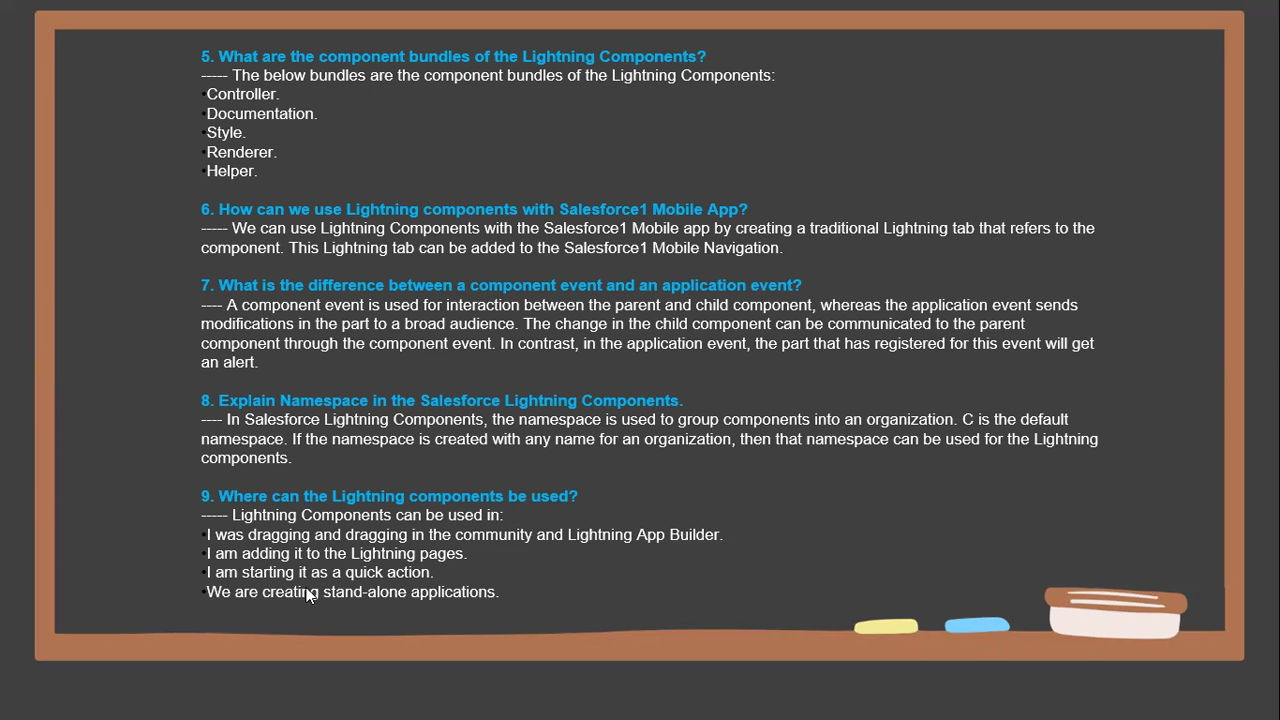 5. What are the component bundles of the Lightning Components?
----- The below bundles are the component bundles of the Lightning Components:
•Controller.
•Documentation.
•Style.
•Renderer.
•Helper.
6. How can we use Lightning components with Salesforce1 Mobile App?
----- We can use Lightning Components with the Salesforce1 Mobile app by creating a traditional Lightning tab that refers to the
component. This Lightning tab can be added to the Salesforce1 Mobile Navigation.
7. What is the difference between a component event and an application event?
---- A component event is used for interaction between the parent and child component, whereas the application event sends
modifications in the part to a broad audience. The change in the child component can be communicated to the parent
component through the component event. In contrast, in the application event, the part that has registered for this event will get
an alert.
8. Explain Namespace in the Salesforce Lightning Components.
---- In Salesforce Lightning Components, the namespace is used to group components into an organization. C is the default
namespace. If the namespace is created with any name for an organization, then that namespace can be used for the Lightning
components.
9. Where can the Lightning components be used?
----- Lightning Components can be used in:
•I was dragging and dragging in the community and Lightning App Builder.
•I am adding it to the Lightning pages.
•I am starting it as a quick action.
•We are creating stand-alone applications.